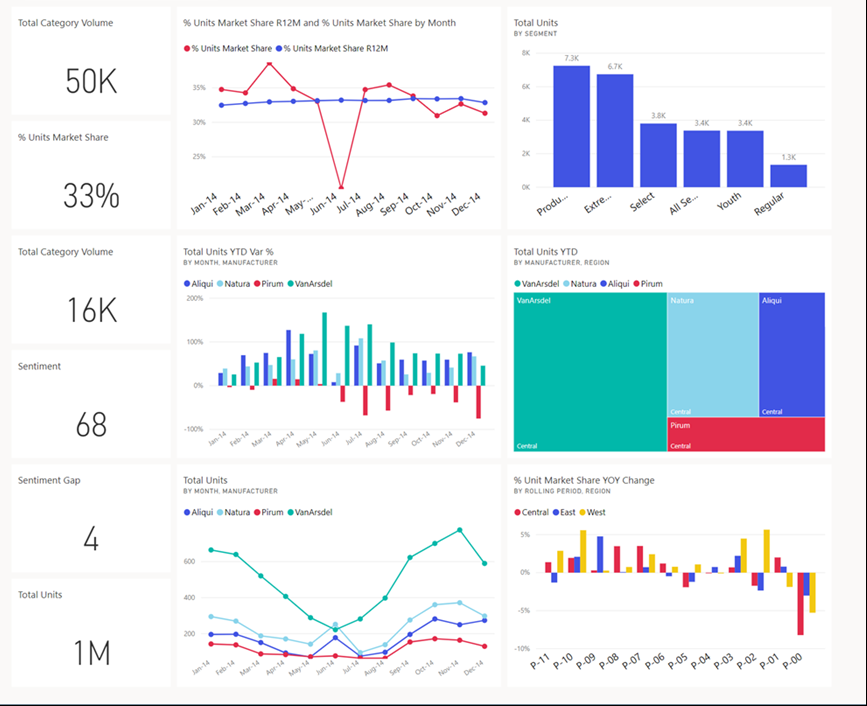 Total Category Volume
50K
% Units Market Share
33%
Total Category Volume
16K
Sentiment
68
Sentiment Gap
4
Total Units
1M
% Units Market Share R12M and % Units Market Share by Month
% Units Market Share % Units Market Share R12M
35%
30%
25%
Jan-14 Feb-14 Mar-14 Apr-14 May-... Jun-14 Jul-14 Aug-14 Sep-14 Oct-14 Nov-14 Dec-14
Total Units
BY SEGMENT
8K
6K
4K
2K
0K
7.3K 6.7K 3.8K 3.4K 3.4K 1.3K
Produ... Extre... Select All Se... Youth Regular
Total Units YTD Var %
BY MONTH, MANUFACTURER
Aliqui Natura Pirum VanArsdel
200%
100%
0%
-100%
Jan-14 Feb-14 Mar-14 Apr-14 May-14 Jun-14 Jul-14 Aug-14 Sep-14 Oct-14 Nov-14 Dec-14
Total Units YTD
BY MANUFACTURER, REGION
VanArsdel Natura Aliqui Pirum
VanArsdel
Central
Natura
Central
Aliqui
Central
Pirum
Central
Total Units
BY MONTH, MANUFACTURER
Aliqui Natura Pirum VanArsdel
600
400
200
Jan-14 Feb-14 Mar-14 Apr-14 May-14 Jun-14 Jul-14 Aug-14 Sep-14 Oct-14 Nov-14 Dec-14
% Unit Market Share YOY Change
BY ROLLING PERIOD, REGION
Central East West
5%
0%
-5%
-10%
P-11 P-10 P-09 P-08 P-07 P-06 P-05 P-04 P-03 P-02 P-01 P-00